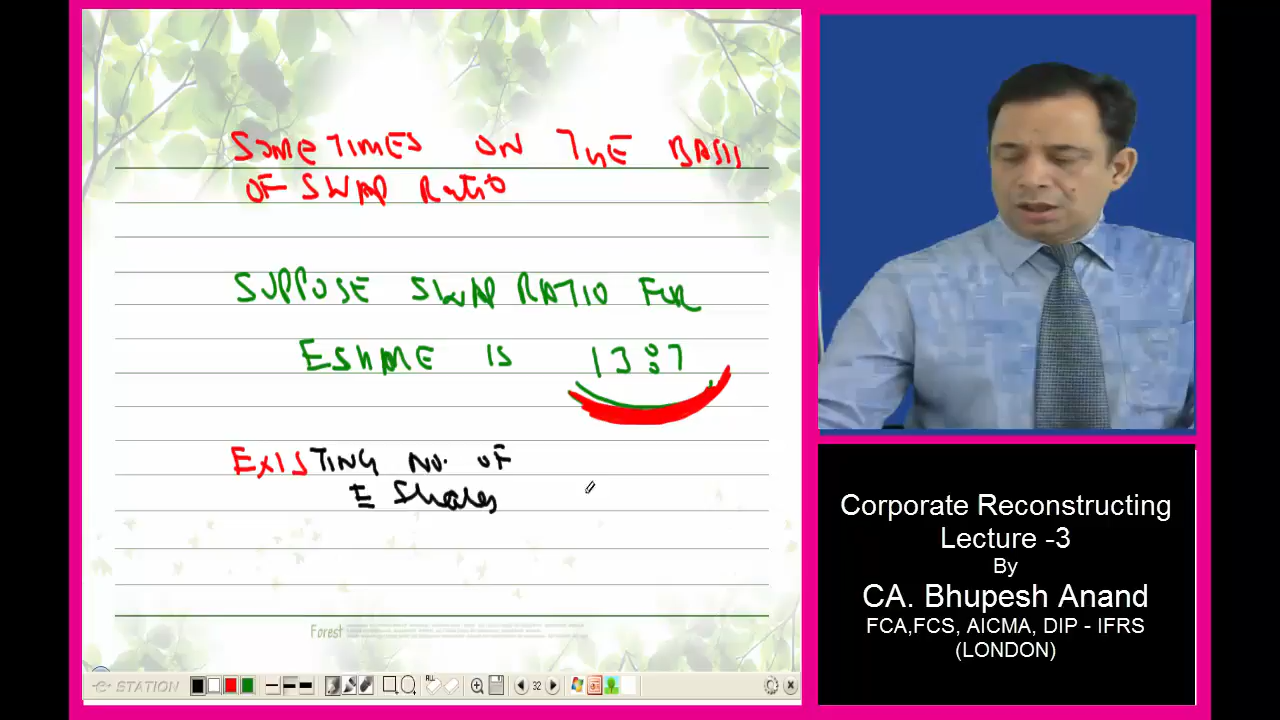 SOMETIMES ON THE BASIS
OF SWAP Ratio
SUPPOSE SWAP RATIO FOR
ESHME IS 13:7
EXISTING NO. OF
E Shares
Forest
e-STATION
32
Corporate Reconstructing
Lecture -3
By
CA. Bhupesh Anand
FCA,FCS, AICMA, DIP - IFRS
(LONDON)